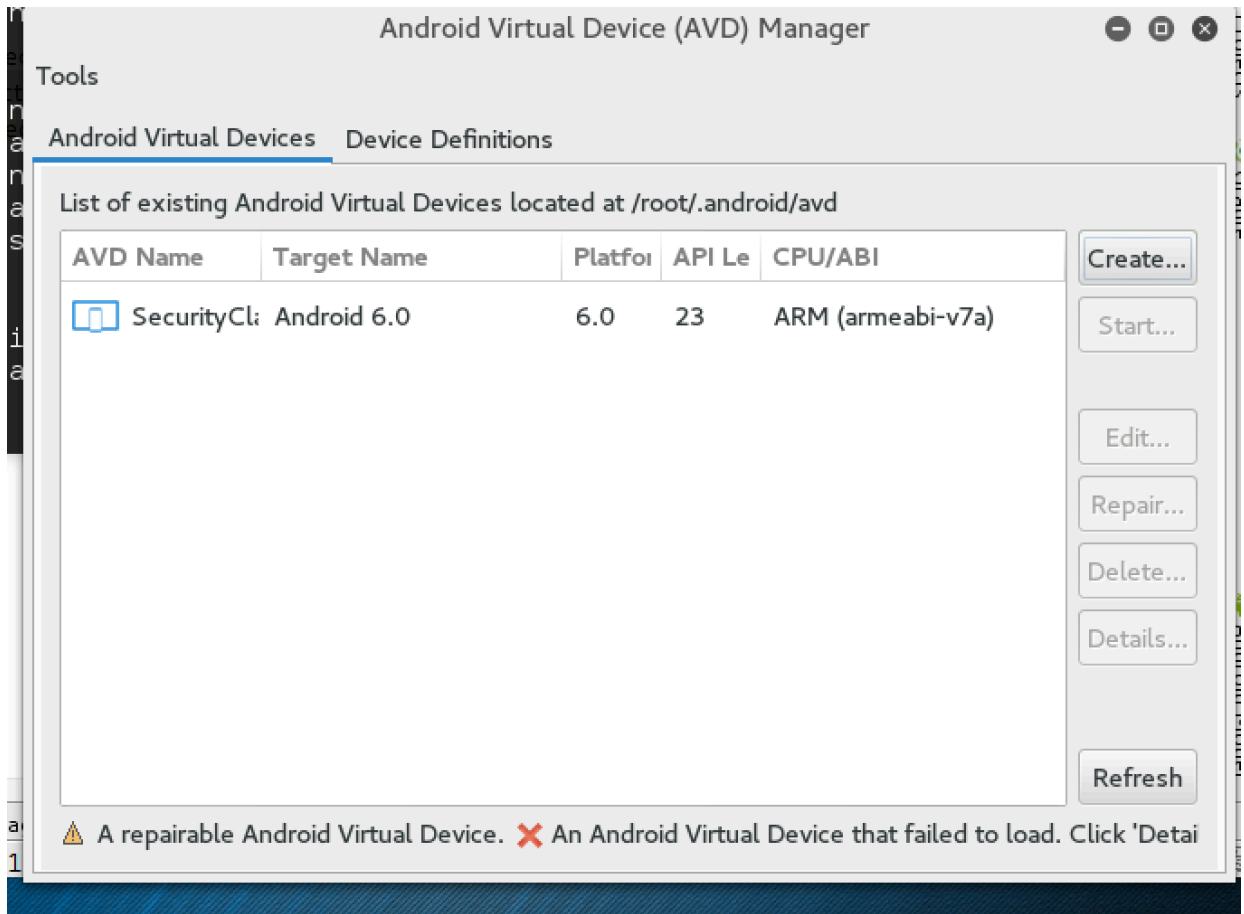 Android Virtual Device (AVD) Manager
Tools
Android Virtual Devices Device Definitions
List of existing Android Virtual Devices located at /root/.android/avd
AVD Name Target Name Platfor API Le CPU/ABI
SecurityCla Android 6.0 6.0 23 ARM (armeabi-v7a)
Create...
Start...
Edit...
Repair...
Delete...
Details...
Refresh
A repairable Android Virtual Device. An Android Virtual Device that failed to load. Click 'Detai